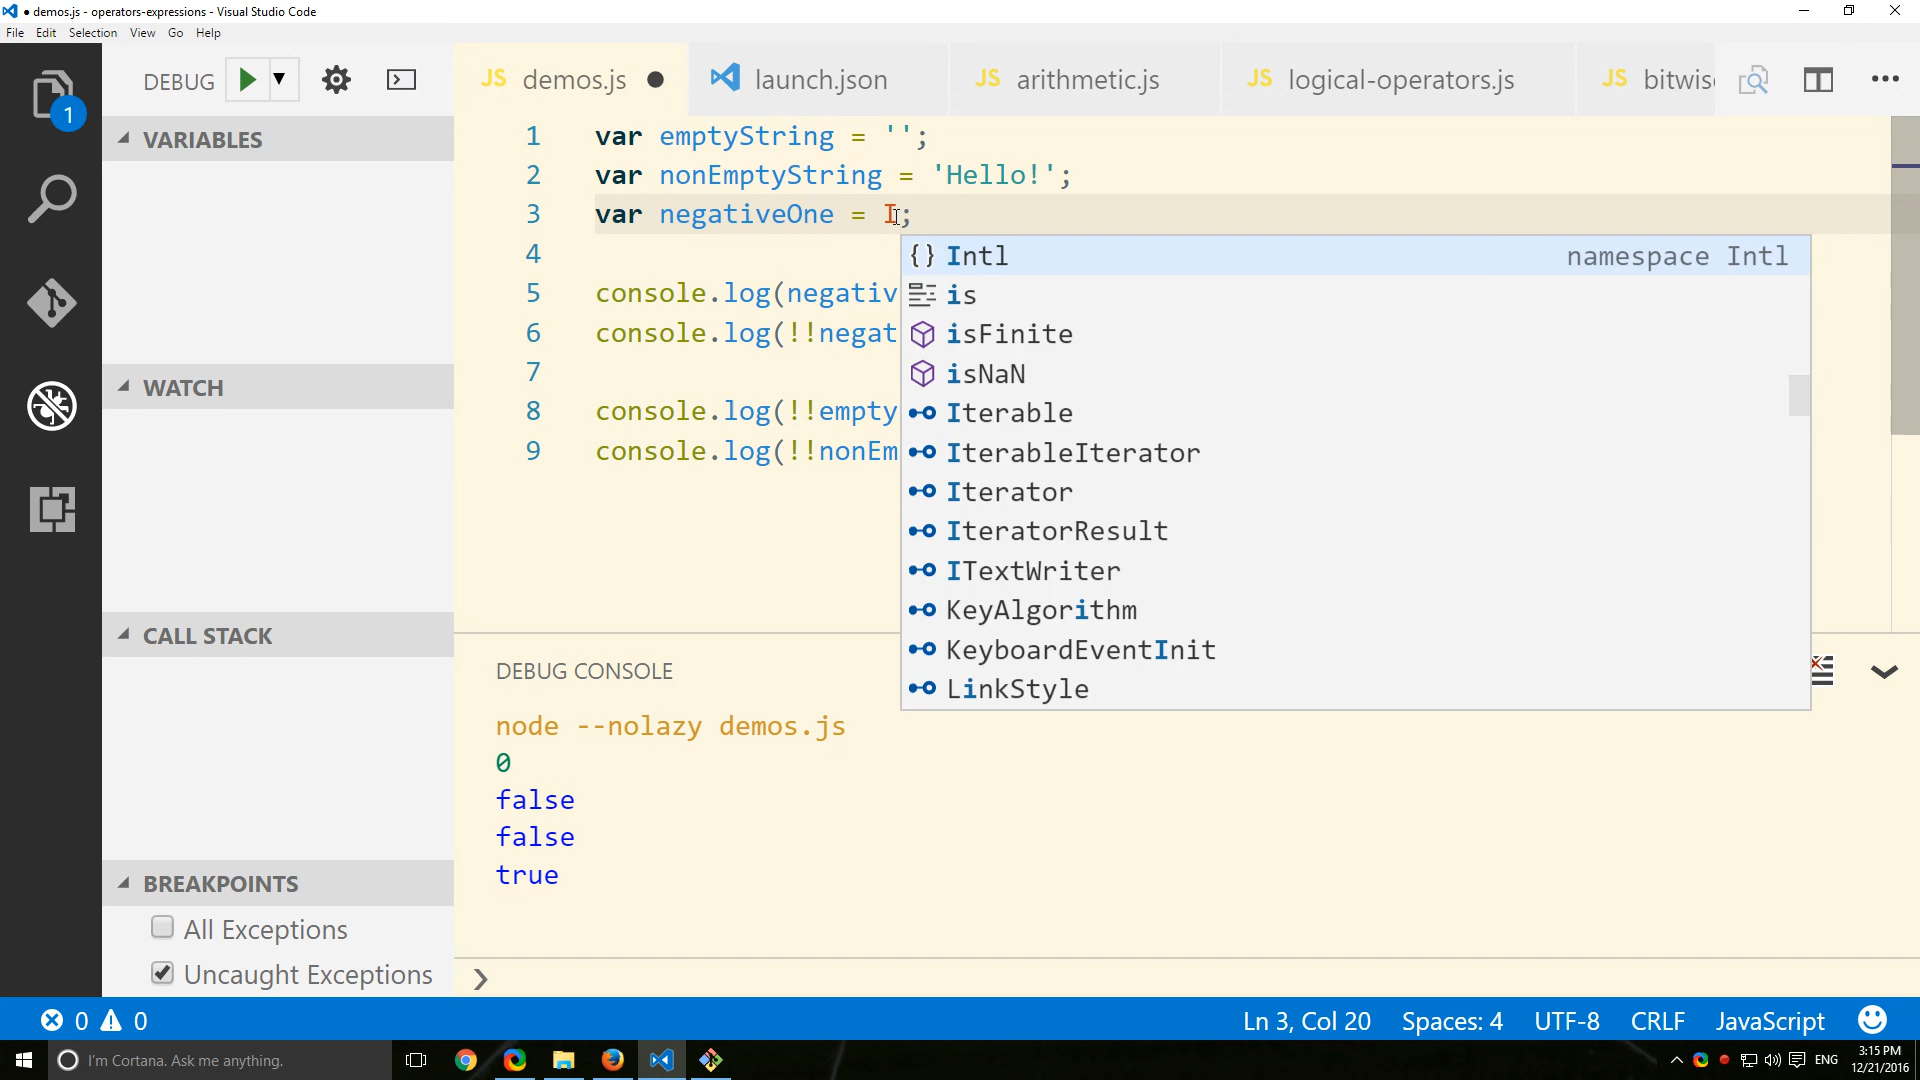 demos.js - operators-expressions - Visual Studio Code
File Edit Selection View Go Help
DEBUG
JS demos.js
launch.json
JS arithmetic.js
JS logical-operators.js
JS bitwis
1
VARIABLES
WATCH
CALL STACK
BREAKPOINTS
All Exceptions
Uncaught Exceptions
1 var emptyString = '';
2 var nonEmptyString = 'Hello!';
3 var negativeOne = I;
4
5 console.log(negativ
6 console.log(!!negat
7
8 console.log(!!empty
9 console.log(!!nonEm
{} Intl namespace Intl
is
isFinite
isNaN
Iterable
IterableIterator
Iterator
IteratorResult
ITextWriter
KeyAlgorithm
KeyboardEventInit
LinkStyle
DEBUG CONSOLE
node --nolazy demos.js
0
false
false
true
0 0
Ln 3, Col 20 Spaces: 4 UTF-8 CRLF JavaScript
I'm Cortana. Ask me anything.
ENG
3:15 PM
12/21/2016